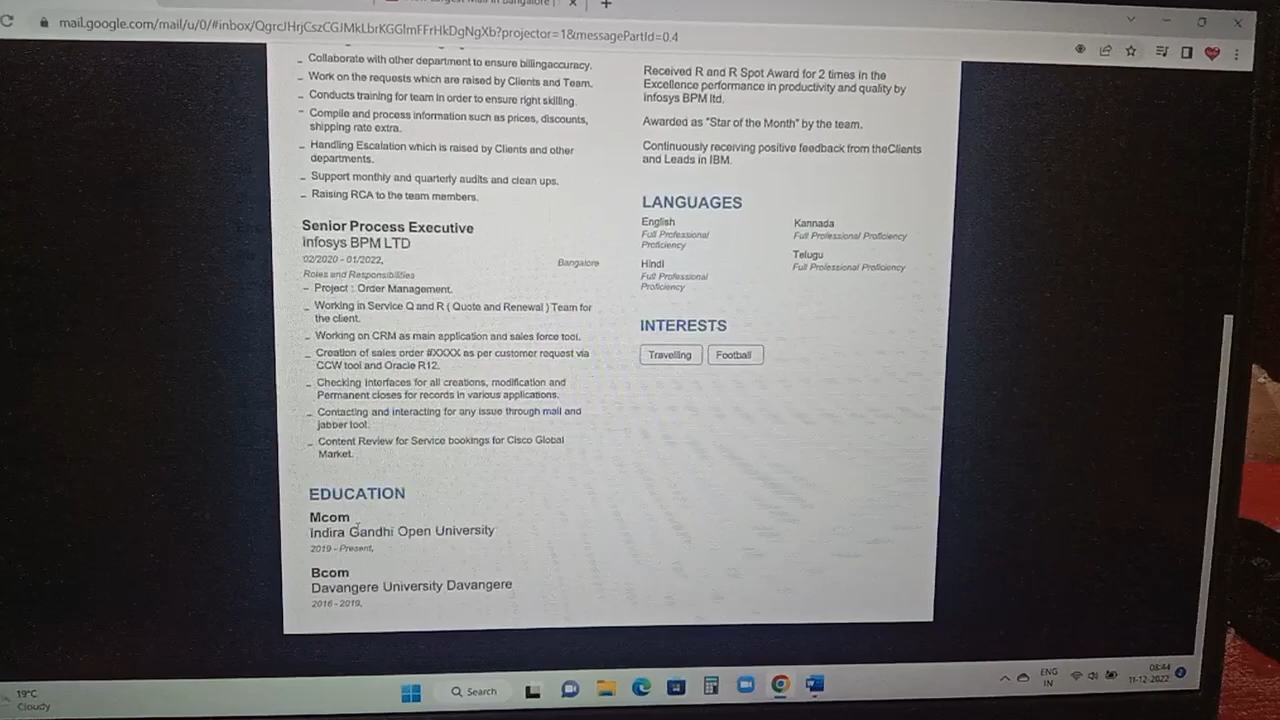 mail.google.com/mail/u/0/#inbox/QgrcJHrjCszCGJMkLbrKGGlmFFrHkDgNgXb?projector=1&messagePartId=0.4
_ Collaborate with other department to ensure billingaccuracy.
_ Work on the requests which are raised by Clients and Team.
_ Conducts training for team in order to ensure right skilling.
- Compile and process information such as prices, discounts,
shipping rate extra.
_ Handling Escalation which is raised by Clients and other
departments.
_ Support monthly and quarterly audits and clean ups.
_ Raising RCA to the team members.
Senior Process Executive
Infosys BPM LTD
02/2020 - 01/2022,
Bangalore
Roles and Responsibilities
- Project : Order Management.
_ Working in Service Q and R ( Quote and Renewal ) Team for
the client.
_ Working on CRM as main application and sales force tool.
_ Creation of sales order #XXXX as per customer request via
CCW tool and Oracle R12.
_ Checking Interfaces for all creations, modification and
Permanent closes for records in various applications.
_ Contacting and interacting for any issue through mail and
jabber tool.
_ Content Review for Service bookings for Cisco Global
Market.
EDUCATION
Mcom
Indira Gandhi Open University
2019 - Present,
Bcom
Davangere University Davangere
2016 - 2019,
Received R and R Spot Award for 2 times in the
Excellence performance in productivity and quality by
Infosys BPM ltd.
Awarded as "Star of the Month" by the team.
Continuously receiving positive feedback from theClients
and Leads in IBM.
LANGUAGES
English
Full Professional
Proficiency
Kannada
Full Professional Proficiency
Hindi
Full Professional
Proficiency
Telugu
Full Professional Proficiency
INTERESTS
Travelling
Football
19°C
Cloudy
Search
ENG
IN
08:44
11-12-2022
2